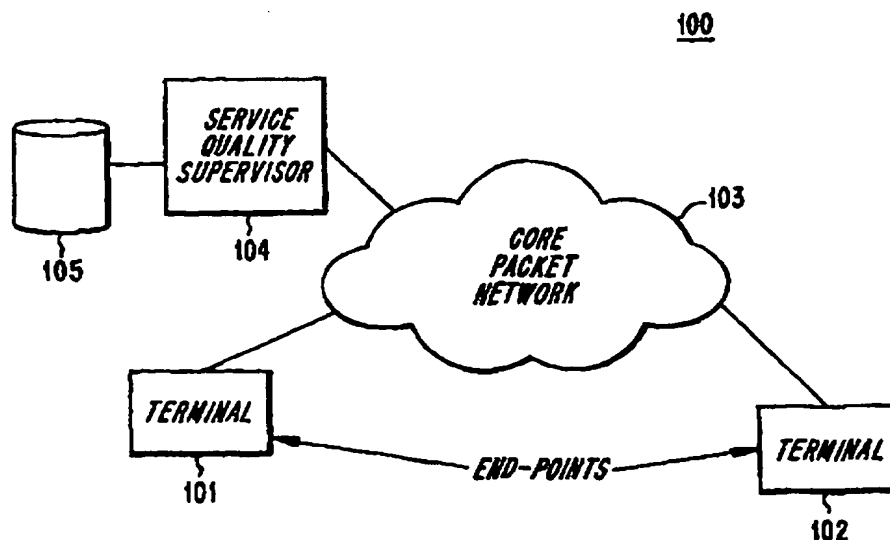 100
SERVICE
QUALITY
SUPERVISOR
105
104
103
CORE
PACKET
NETWORK
TERMINAL
101
END-POINTS
TERMINAL
102